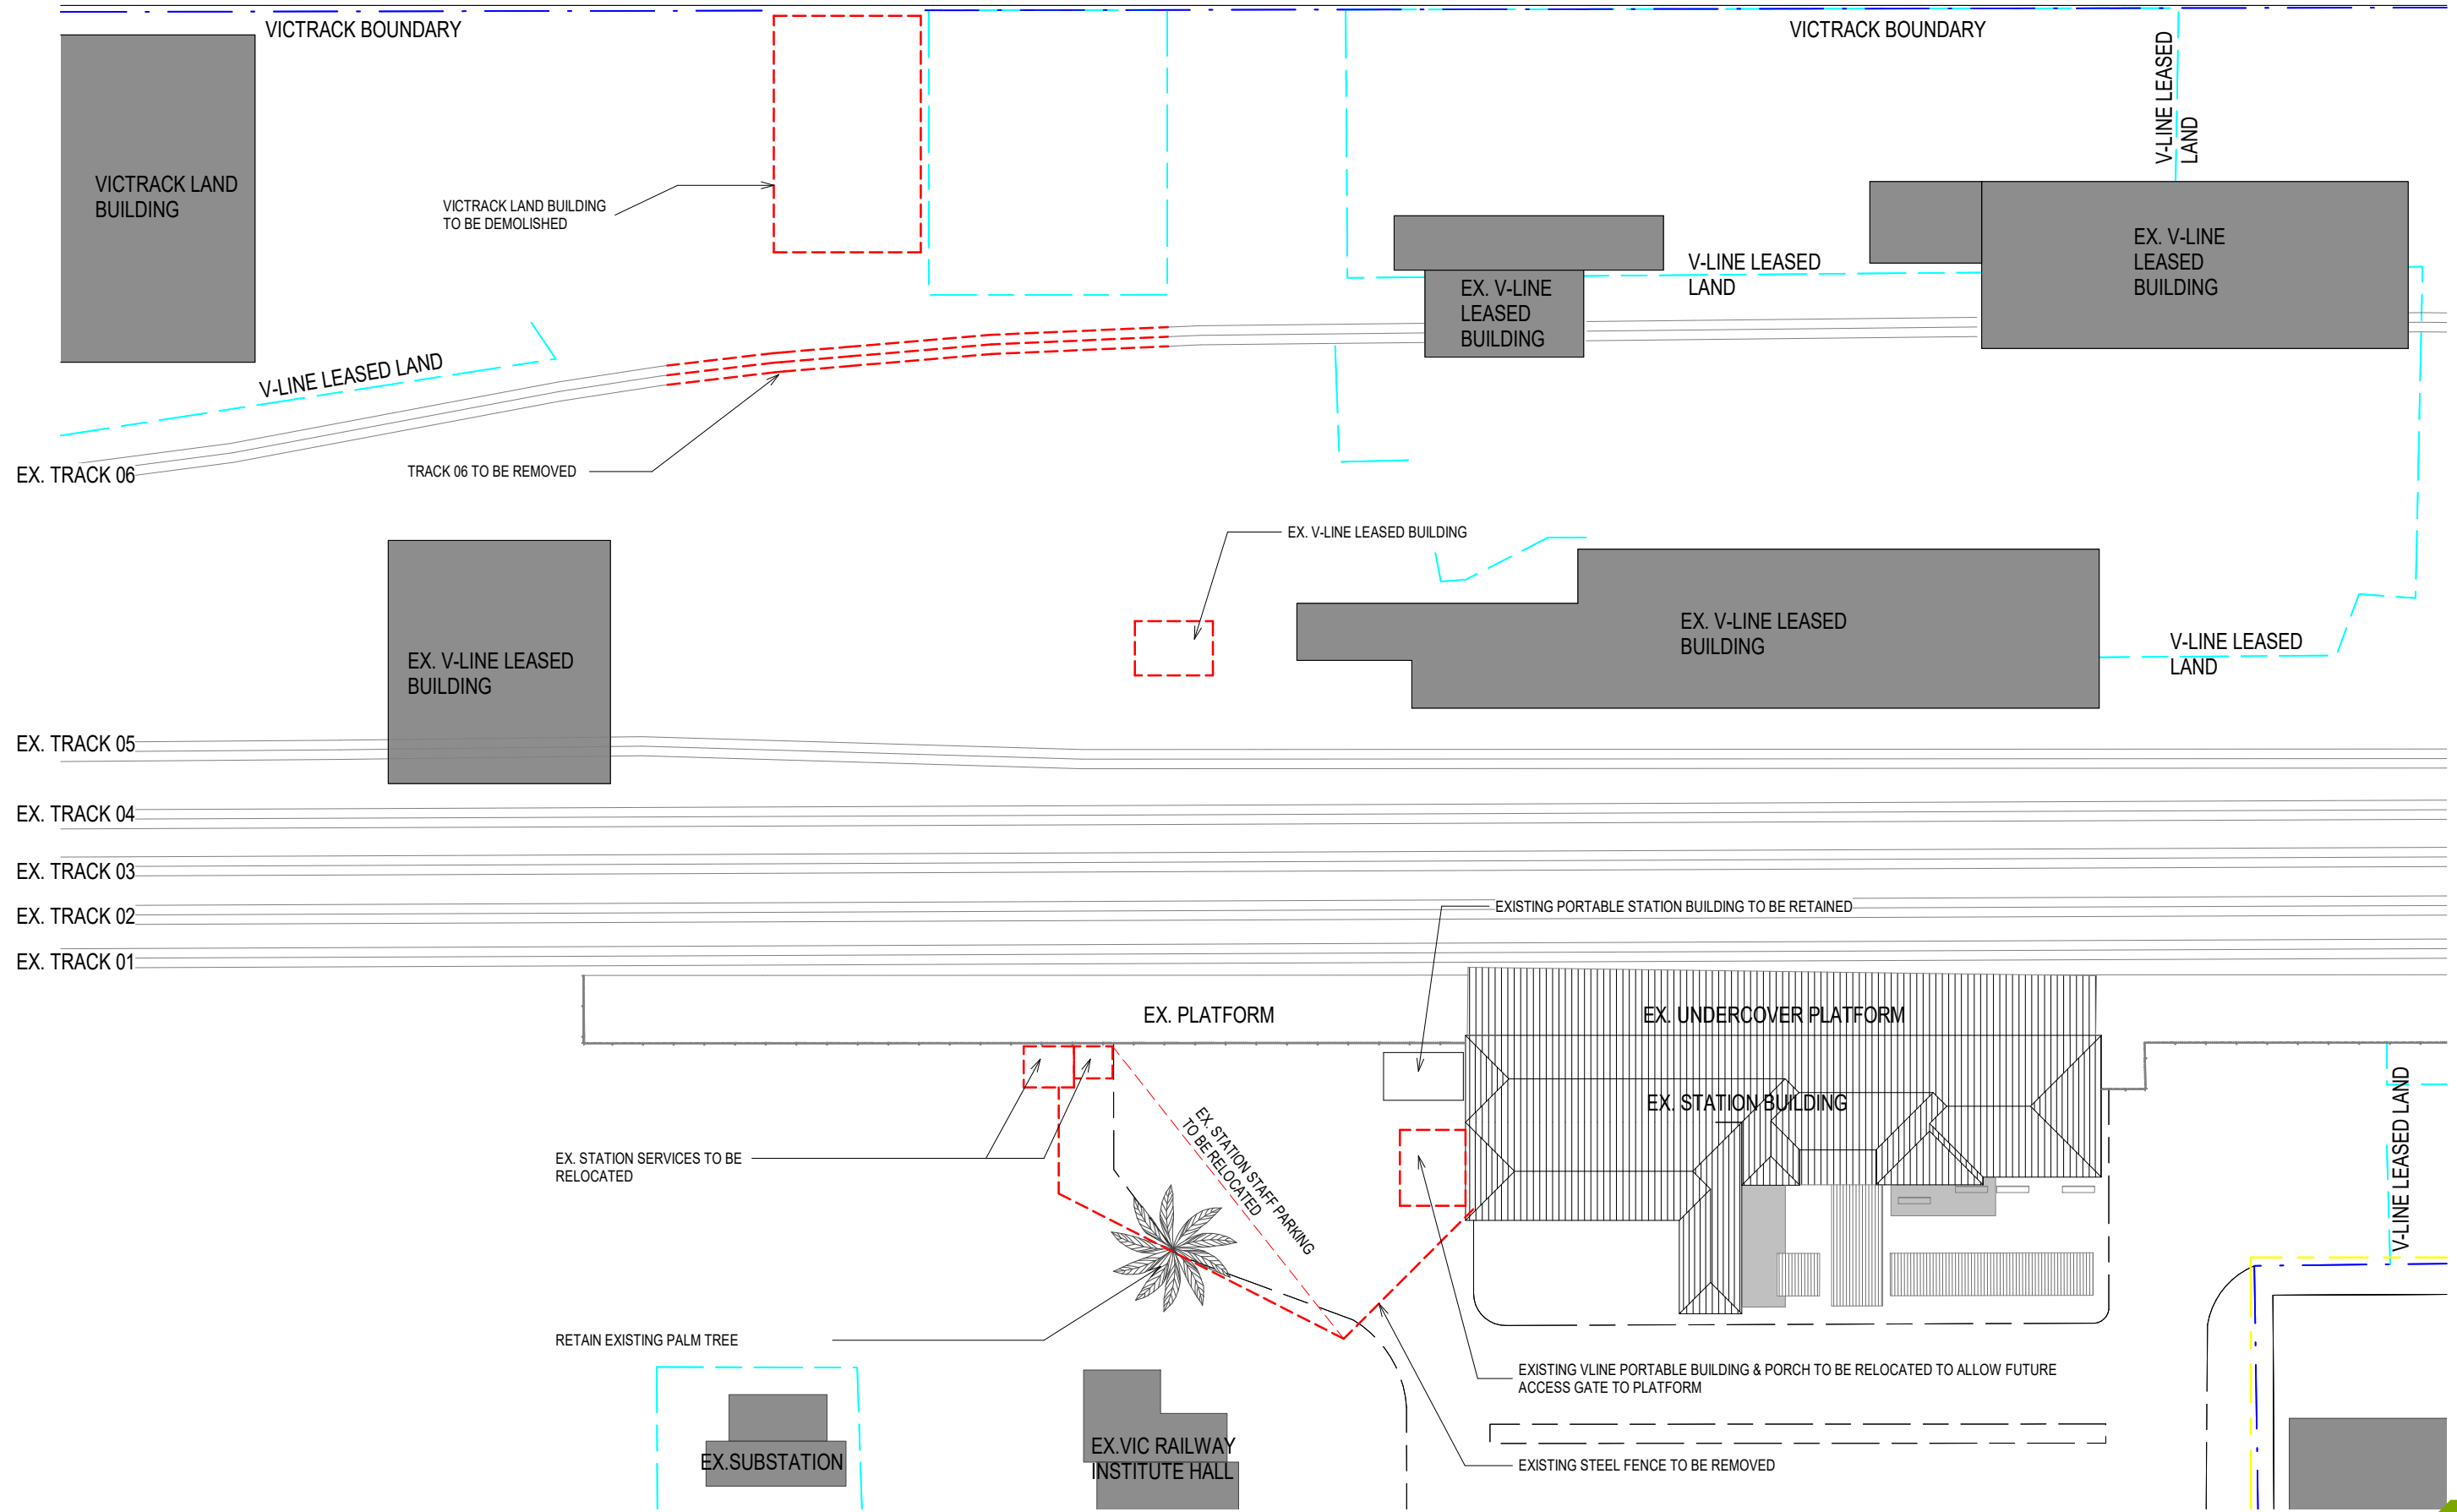 VICTRACK BOUNDARY
VICTRACK BOUNDARY
V-LINE LEASED
LAND
VICTRACK LAND
BUILDING
VICTRACK LAND BUILDING
TO BE DEMOLISHED
EX. V-LINE
LEASED
BUILDING
V-LINE LEASED
LAND
EX. V-LINE
LEASED
BUILDING
V-LINE LEASED LAND
EX. TRACK 06
TRACK 06 TO BE REMOVED
EX. V-LINE LEASED BUILDING
EX. V-LINE LEASED
BUILDING
EX. V-LINE LEASED
BUILDING
V-LINE LEASED
LAND
EX. TRACK 05
EX. TRACK 04
EX. TRACK 03
EX. TRACK 02
EX. TRACK 01
EXISTING PORTABLE STATION BUILDING TO BE RETAINED
EX. PLATFORM
EX. UNDERCOVER PLATFORM
EX. STATION BUILDING
EX. STATION STAFF PARKING
TO BE RELOCATED
EX. STATION SERVICES TO BE
RELOCATED
V-LINE LEASED LAND
RETAIN EXISTING PALM TREE
EXISTING VLINE PORTABLE BUILDING & PORCH TO BE RELOCATED TO ALLOW FUTURE
ACCESS GATE TO PLATFORM
EX.SUBSTATION
EX.VIC RAILWAY
INSTITUTE HALL
EXISTING STEEL FENCE TO BE REMOVED